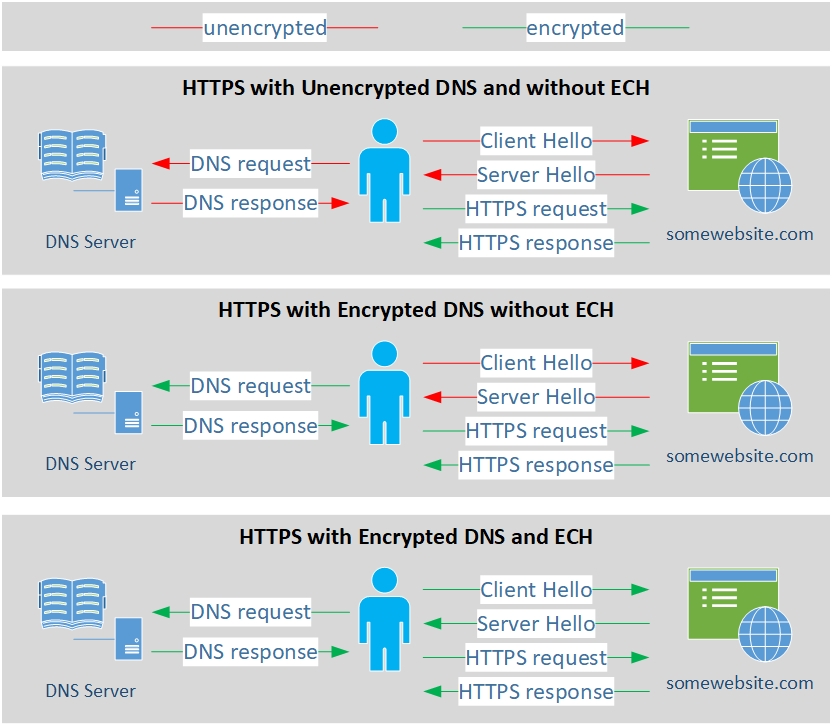 unencrypted
encrypted
HTTPS with Unencrypted DNS and without ECH
DNS request
DNS response
DNS Server
Client Hello
Server Hello
HTTPS request
HTTPS response
somewebsite.com
HTTPS with Encrypted DNS without ECH
DNS request
DNS response
DNS Server
Client Hello
Server Hello
HTTPS request
HTTPS response
somewebsite.com
HTTPS with Encrypted DNS and ECH
DNS request
DNS response
DNS Server
Client Hello
Server Hello
HTTPS request
HTTPS response
somewebsite.com